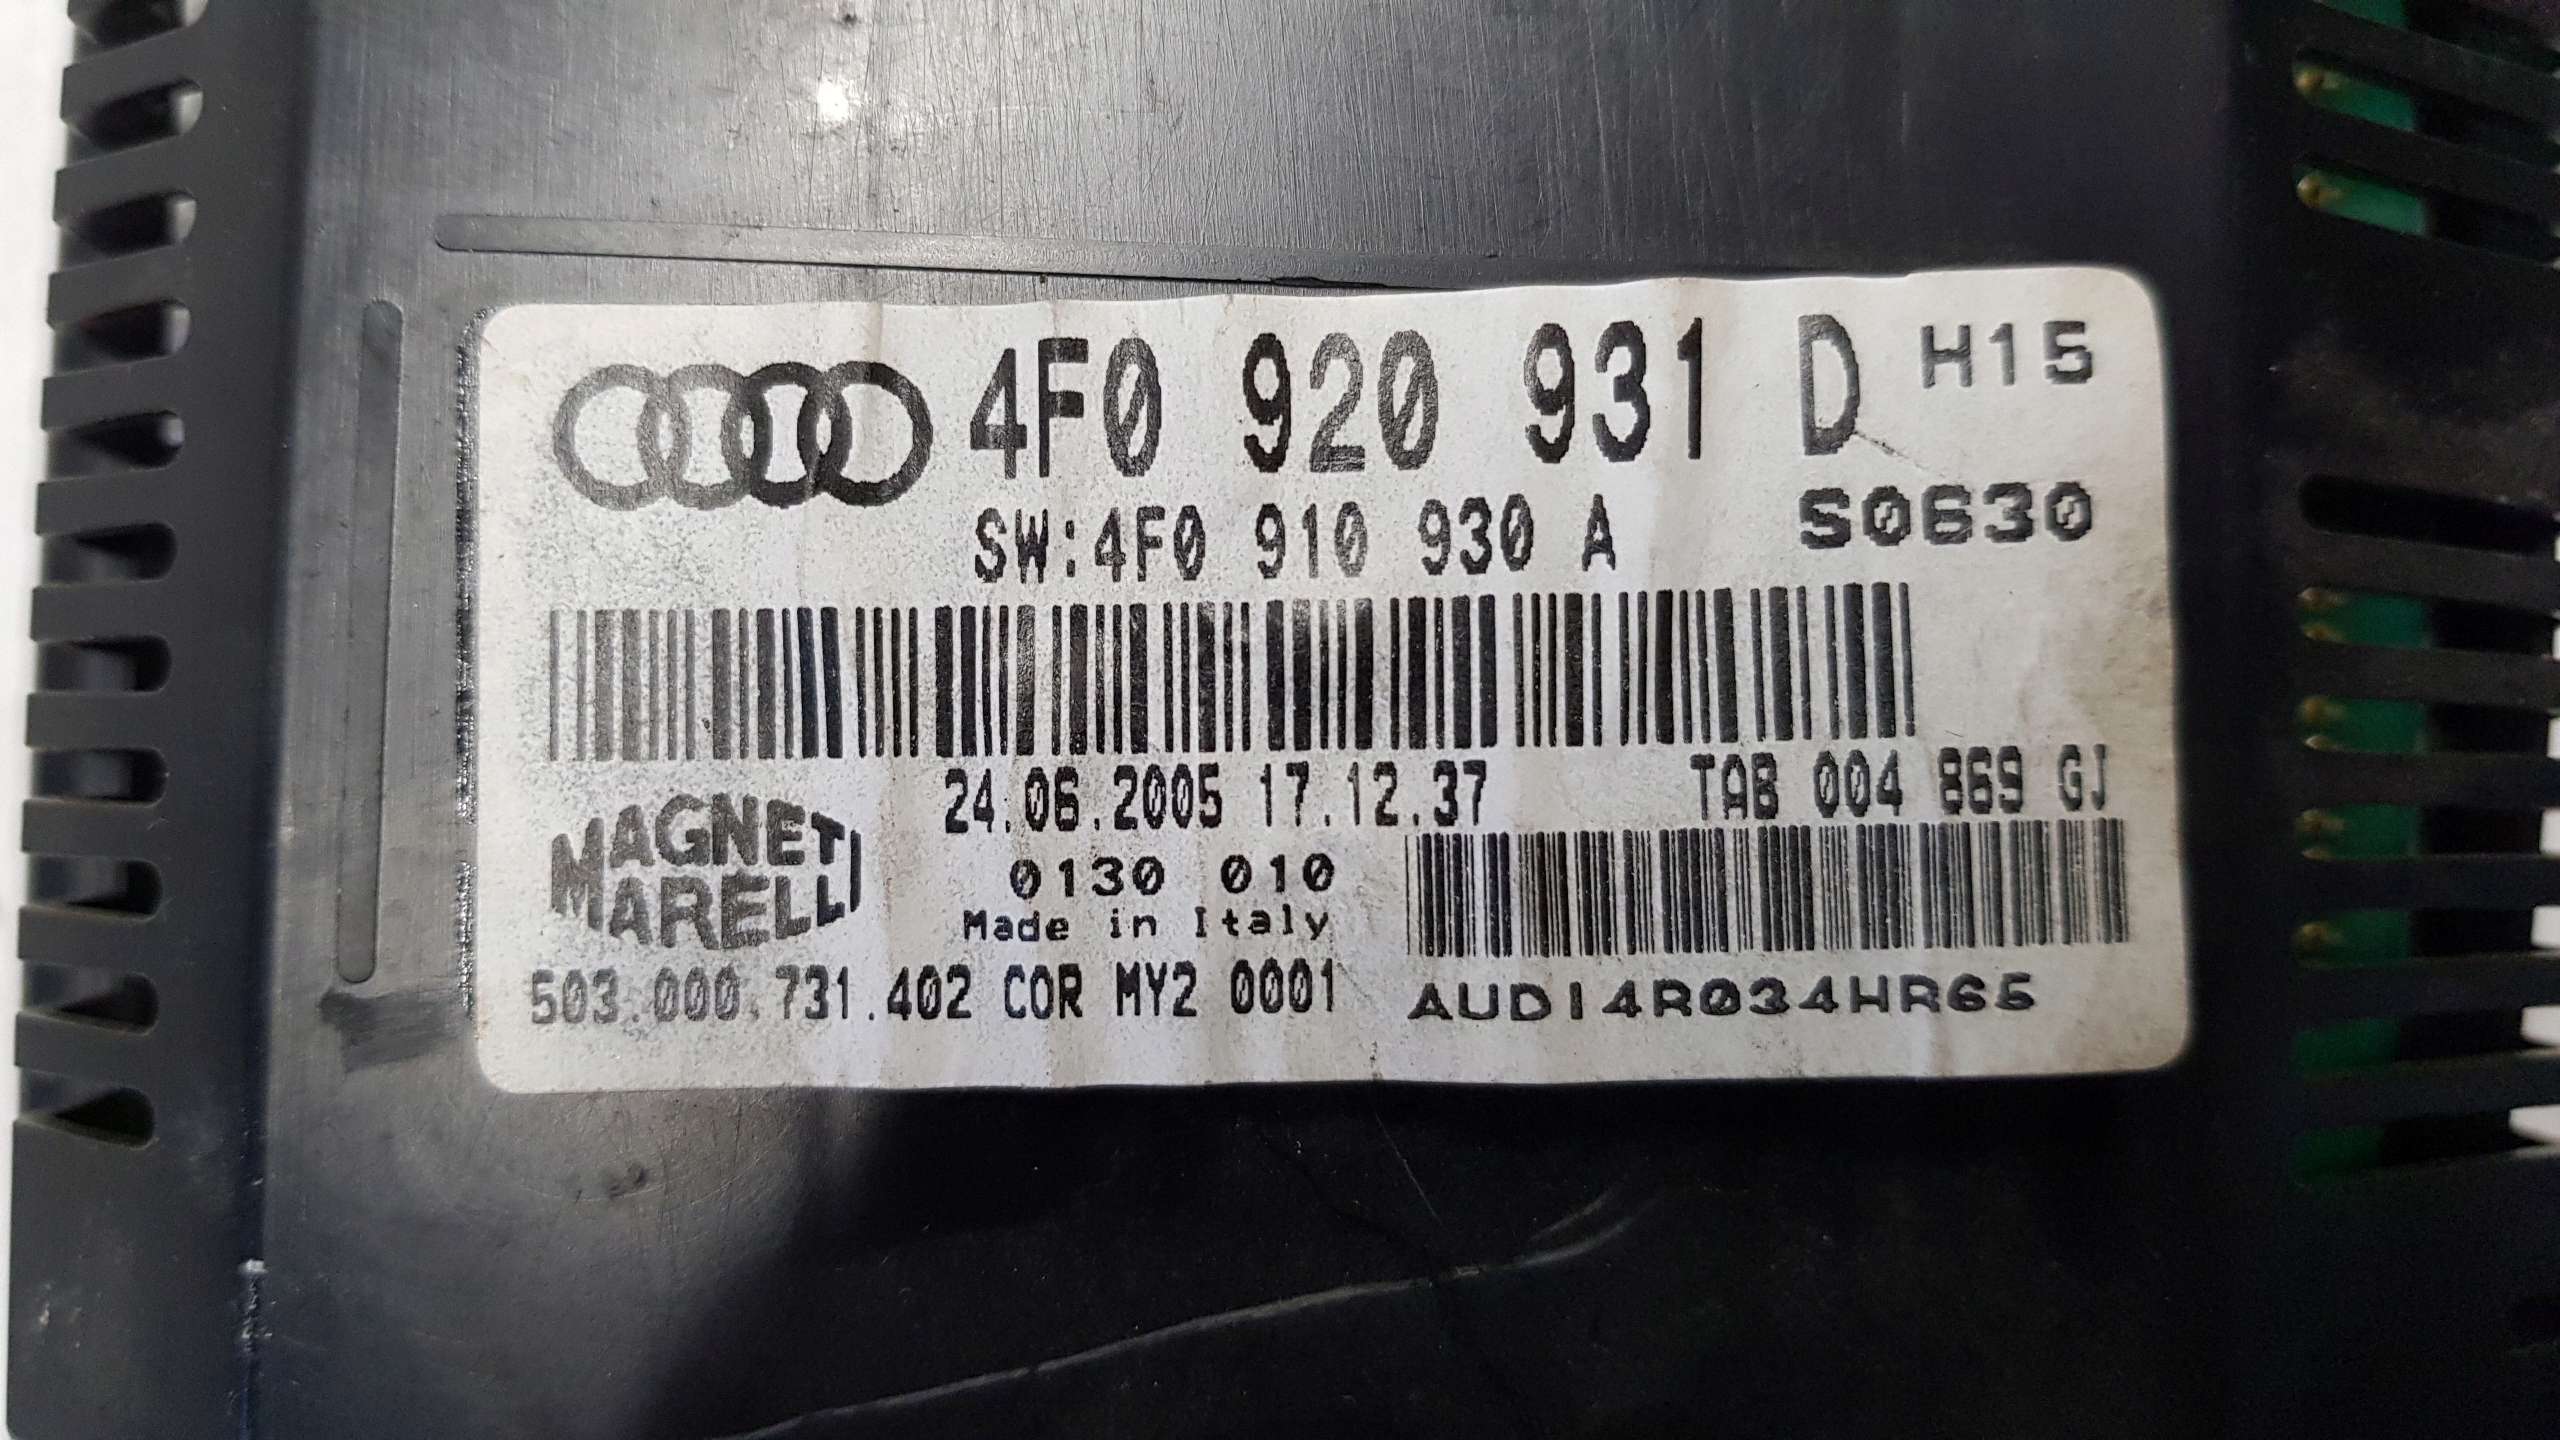 4F0 920 931 D H15
SW:4F0 910 930 A S0630
24.06.2005 17.12.37 TAB 004 869 GJ
MAGNETI
MARELLI
0130 010
Made in Italy
503.000.731.402 COR MY2 0001 AUDI4R034HR65